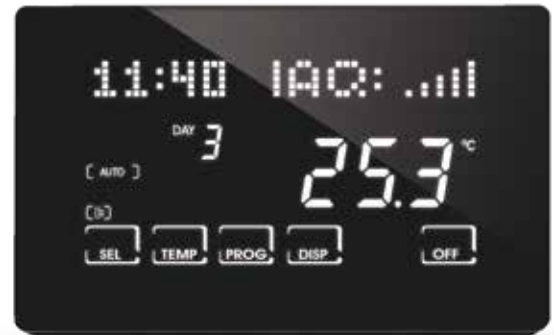 11:40 IAQ:
DAY 3
25.3 °C
[ AUTO ]
SEL TEMP PROG DISP OFF